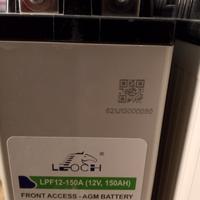 LEOCH
LPF12-150A (12V, 150AH)
FRONT ACCESS - AGM BATTERY